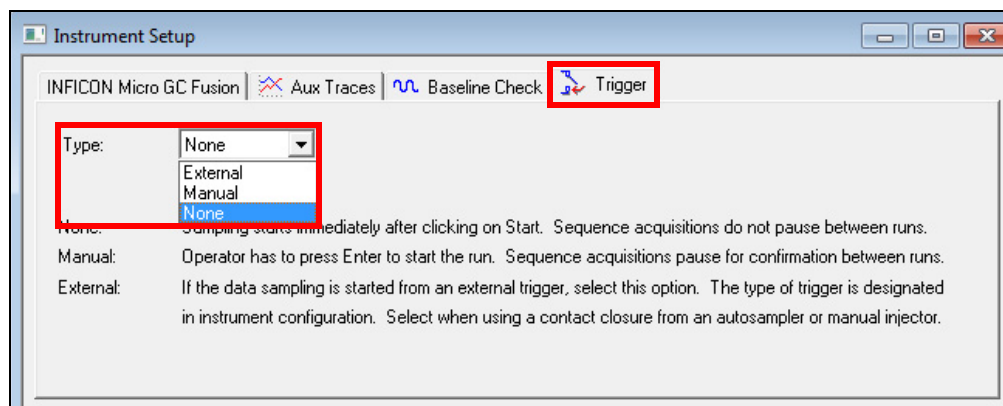 Instrument Setup
INFICON Micro GC Fusion Aux Traces Baseline Check Trigger
Type: None
External
Manual
None
None: Sampling starts immediately after clicking on Start. Sequence acquisitions do not pause between runs.
Manual: Operator has to press Enter to start the run. Sequence acquisitions pause for confirmation between runs.
External: If the data sampling is started from an external trigger, select this option. The type of trigger is designated
in instrument configuration. Select when using a contact closure from an autosampler or manual injector.